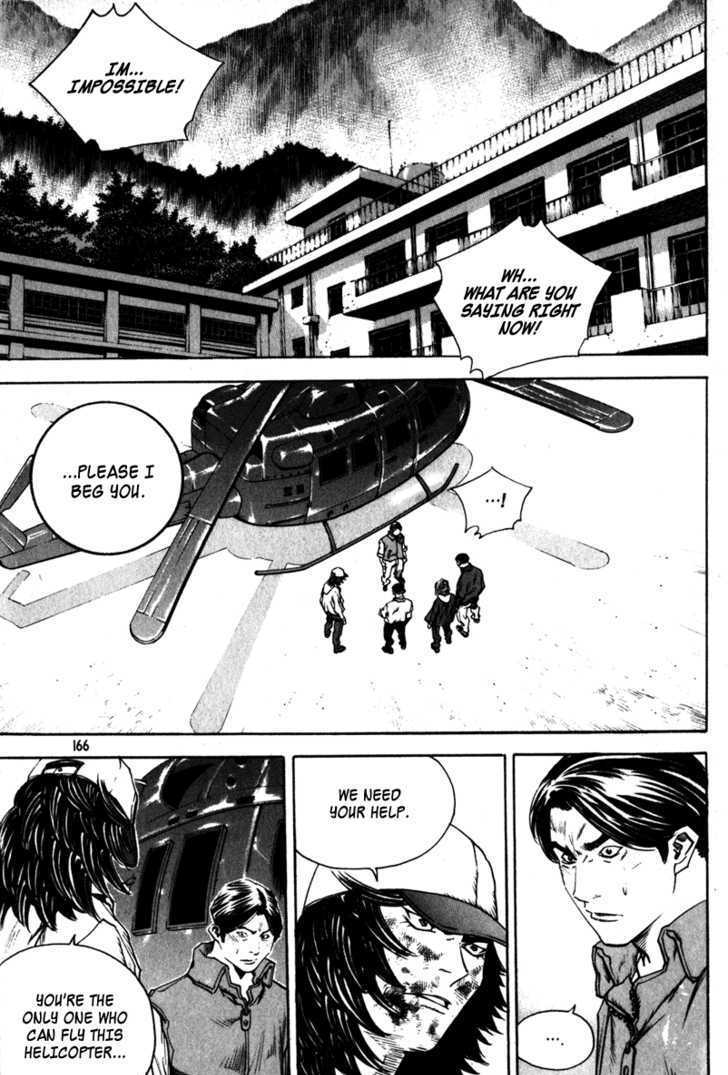 IM...
IMPOSSIBLE!
WH...
WHAT ARE YOU
SAYING RIGHT
NOW!
...PLEASE I
BEG YOU.
...!
166
YOU'RE THE
ONLY ONE WHO
CAN FLY THIS
HELICOPTER...
WE NEED
YOUR HELP.
....